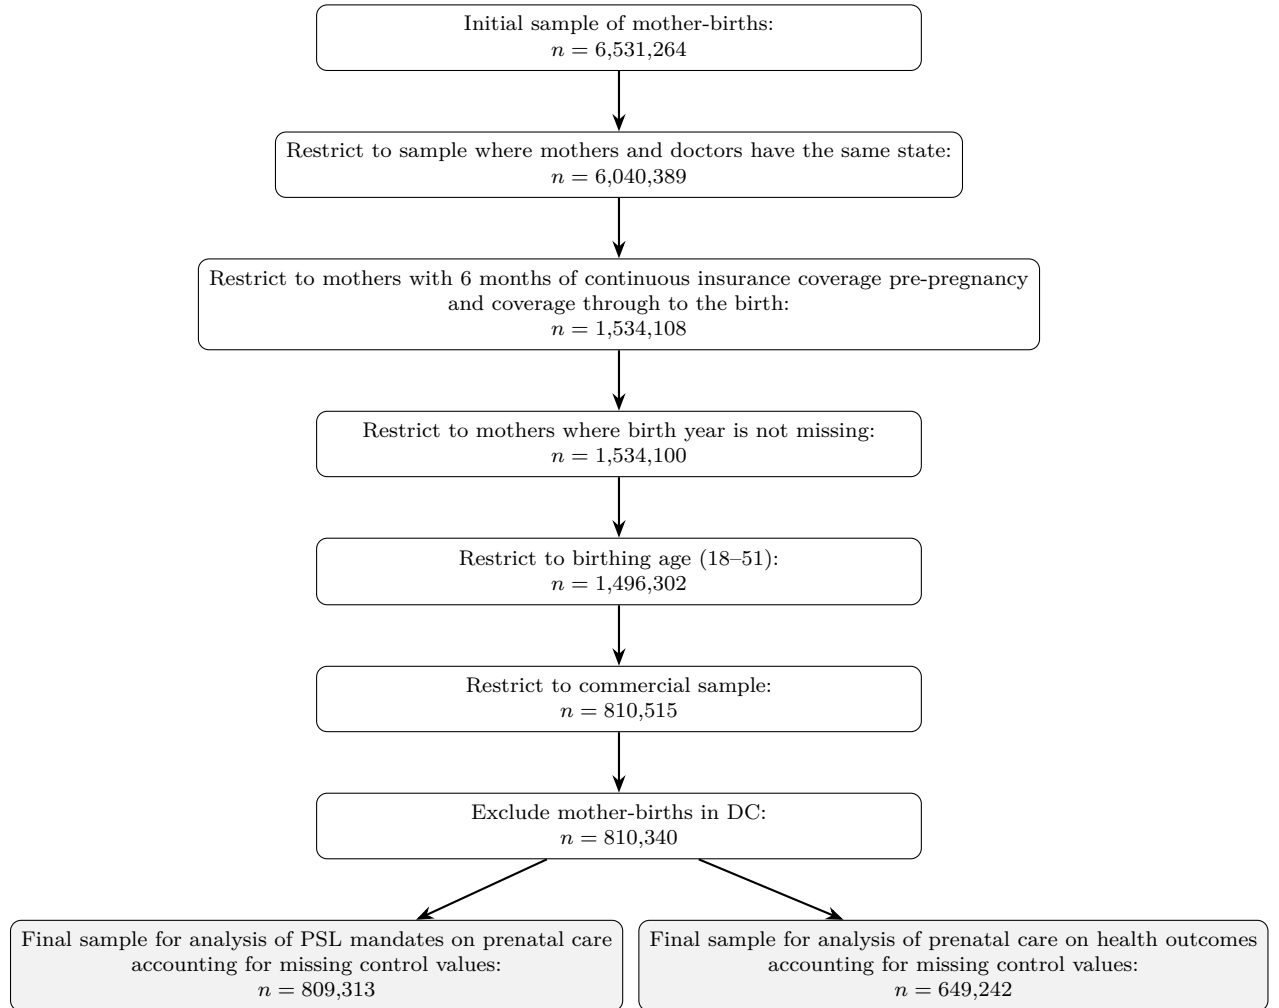 Initial sample of mother-births:
n = 6,531,264
Restrict to sample where mothers and doctors have the same state:
n = 6,040,389
Restrict to mothers with 6 months of continuous insurance coverage pre-pregnancy
and coverage through to the birth:
n = 1,534,108
Restrict to mothers where birth year is not missing:
n = 1,534,100
Restrict to birthing age (18–51):
n = 1,496,302
Restrict to commercial sample:
n = 810,515
Exclude mother-births in DC:
n = 810,340
Final sample for analysis of PSL mandates on prenatal care
accounting for missing control values:
n = 809,313
Final sample for analysis of prenatal care on health outcomes
accounting for missing control values:
n = 649,242